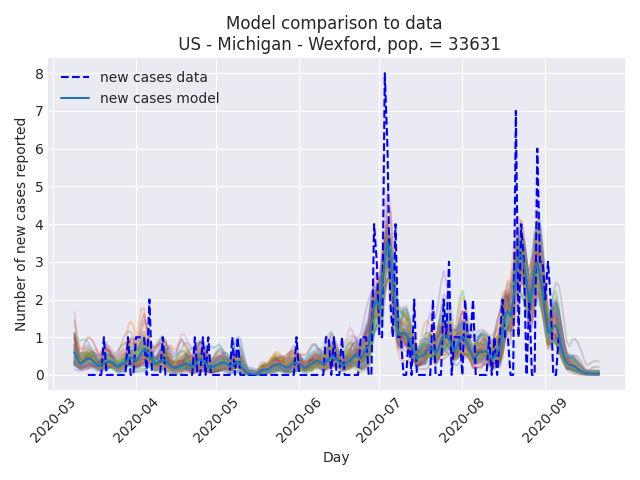 Model comparison to data
US - Michigan - Wexford, pop. = 33631
new cases data
new cases model
Number of new cases reported
8
7
6
5
4
3
2
1
0
2020-03
2020-04
2020-05
2020-06
2020-07
2020-08
2020-09
Day